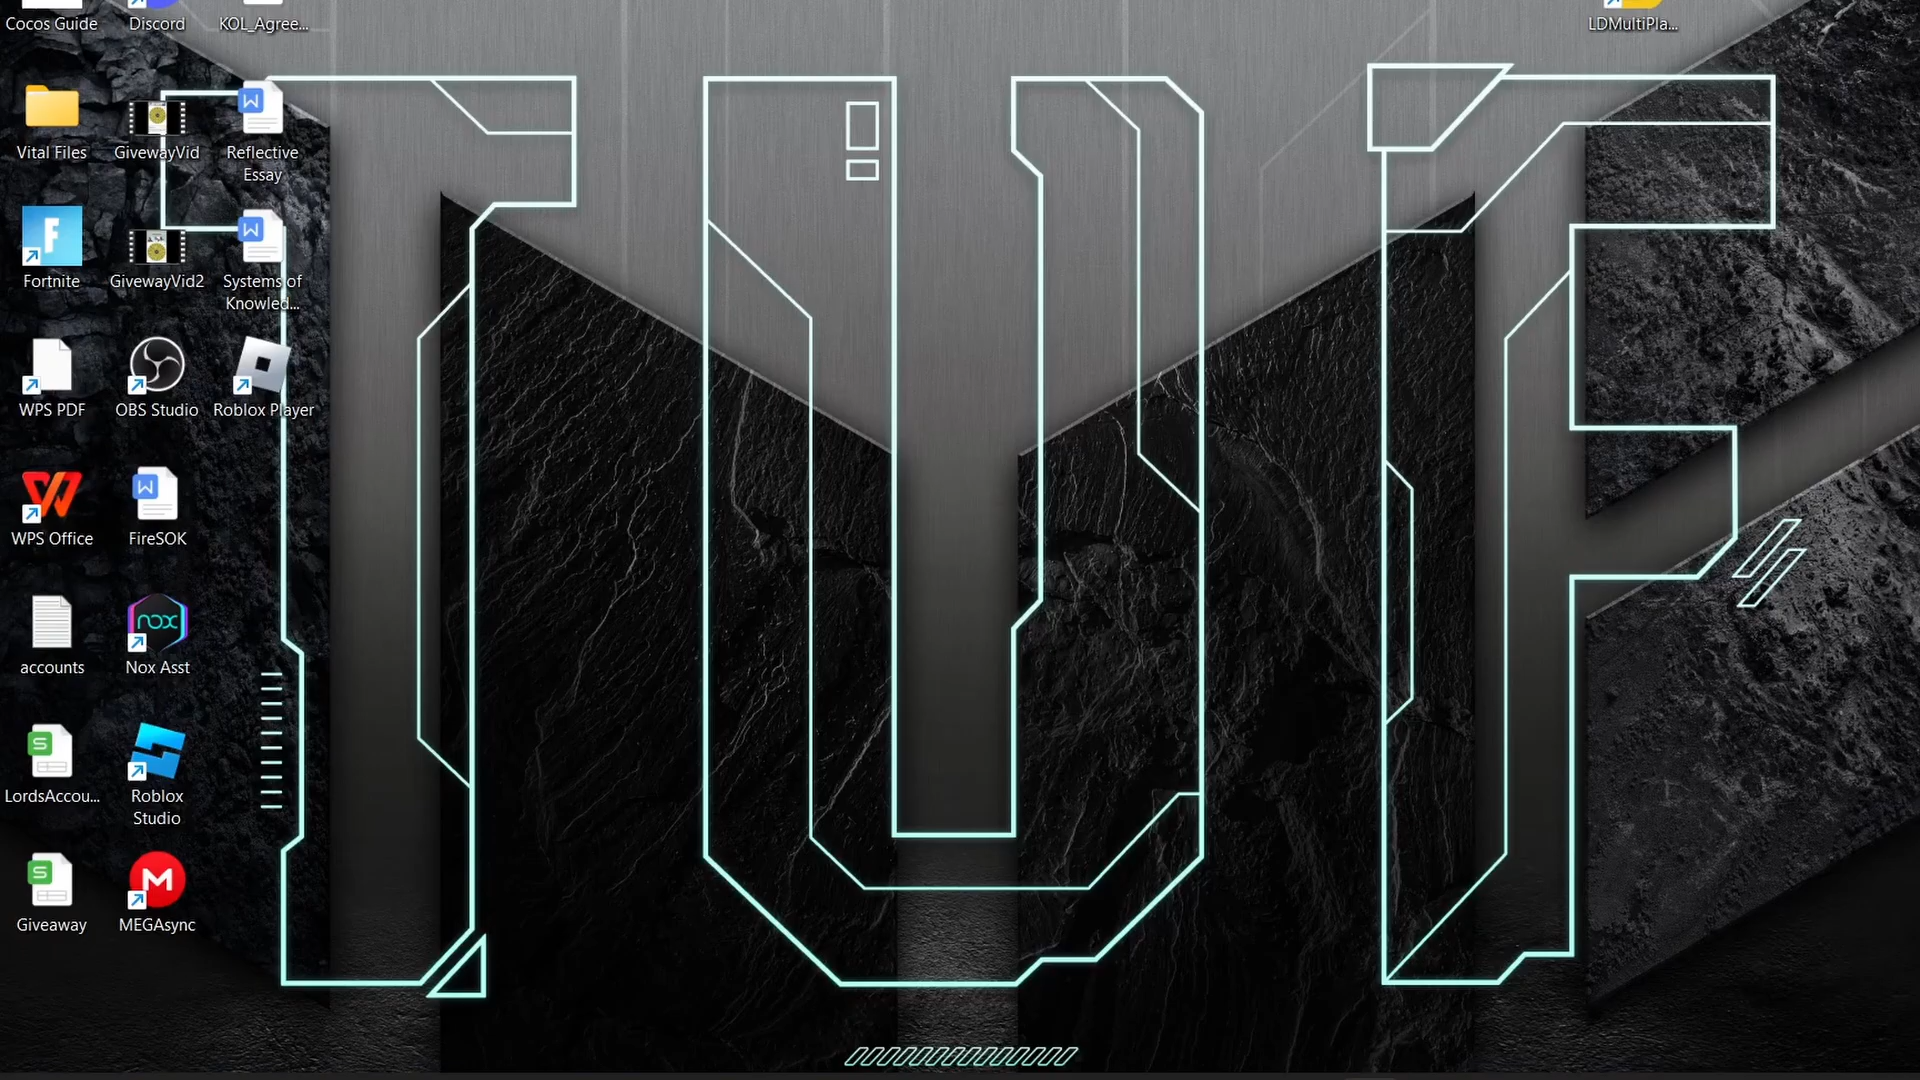 Cocos Guide
Discord
KOL_Agree...
LDMultiPla...
Vital Files
GivewayVid
Reflective
Essay
Fortnite
GivewayVid2
Systems of
Knowled...
WPS PDF
OBS Studio
Roblox Player
WPS Office
FireSOK
accounts
nox
Nox Asst
LordsAccou...
Roblox
Studio
Giveaway
MEGAsync
TUF